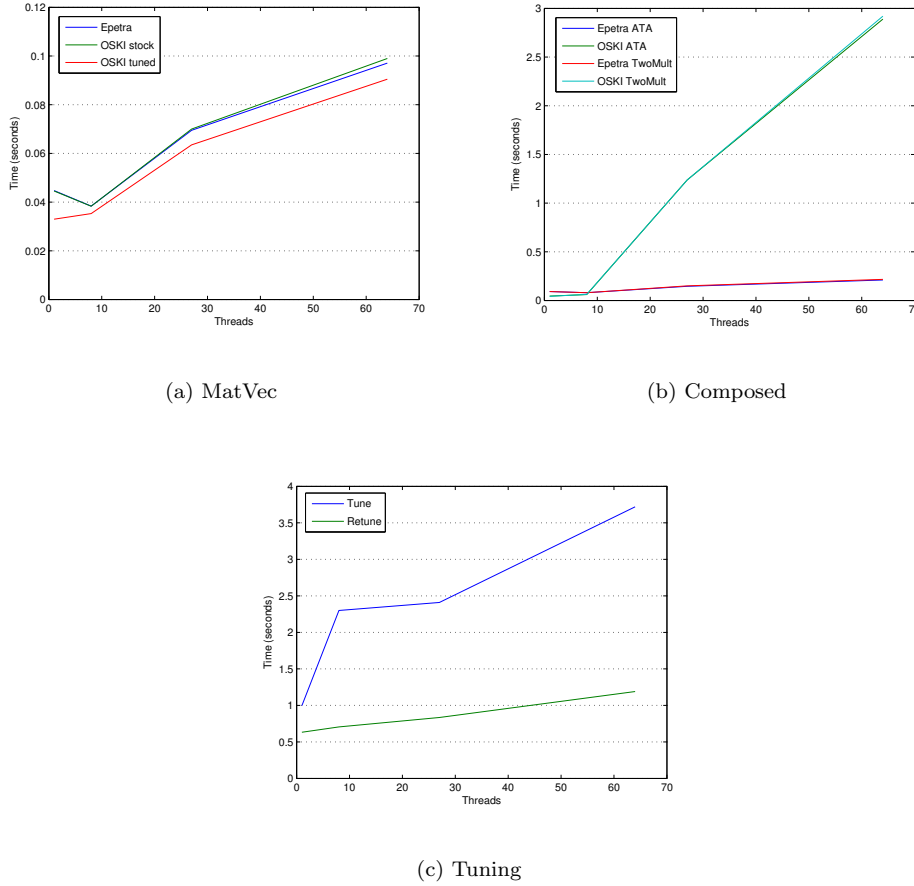 0.12
0.1
0.08
0.06
0.04
0.02
0
Time (seconds)
Epetra
OSKI stock
OSKI tuned
0 10 20 30 40 50 60 70
Threads
(a) MatVec
3
2.5
2
1.5
1
0.5
0
Time (seconds)
Epetra ATA
OSKI ATA
Epetra TwoMult
OSKI TwoMult
0 10 20 30 40 50 60 70
Threads
(b) Composed
4
3.5
3
2.5
2
1.5
1
0.5
0
Time (seconds)
Tune
Retune
0 10 20 30 40 50 60 70
Threads
(c) Tuning